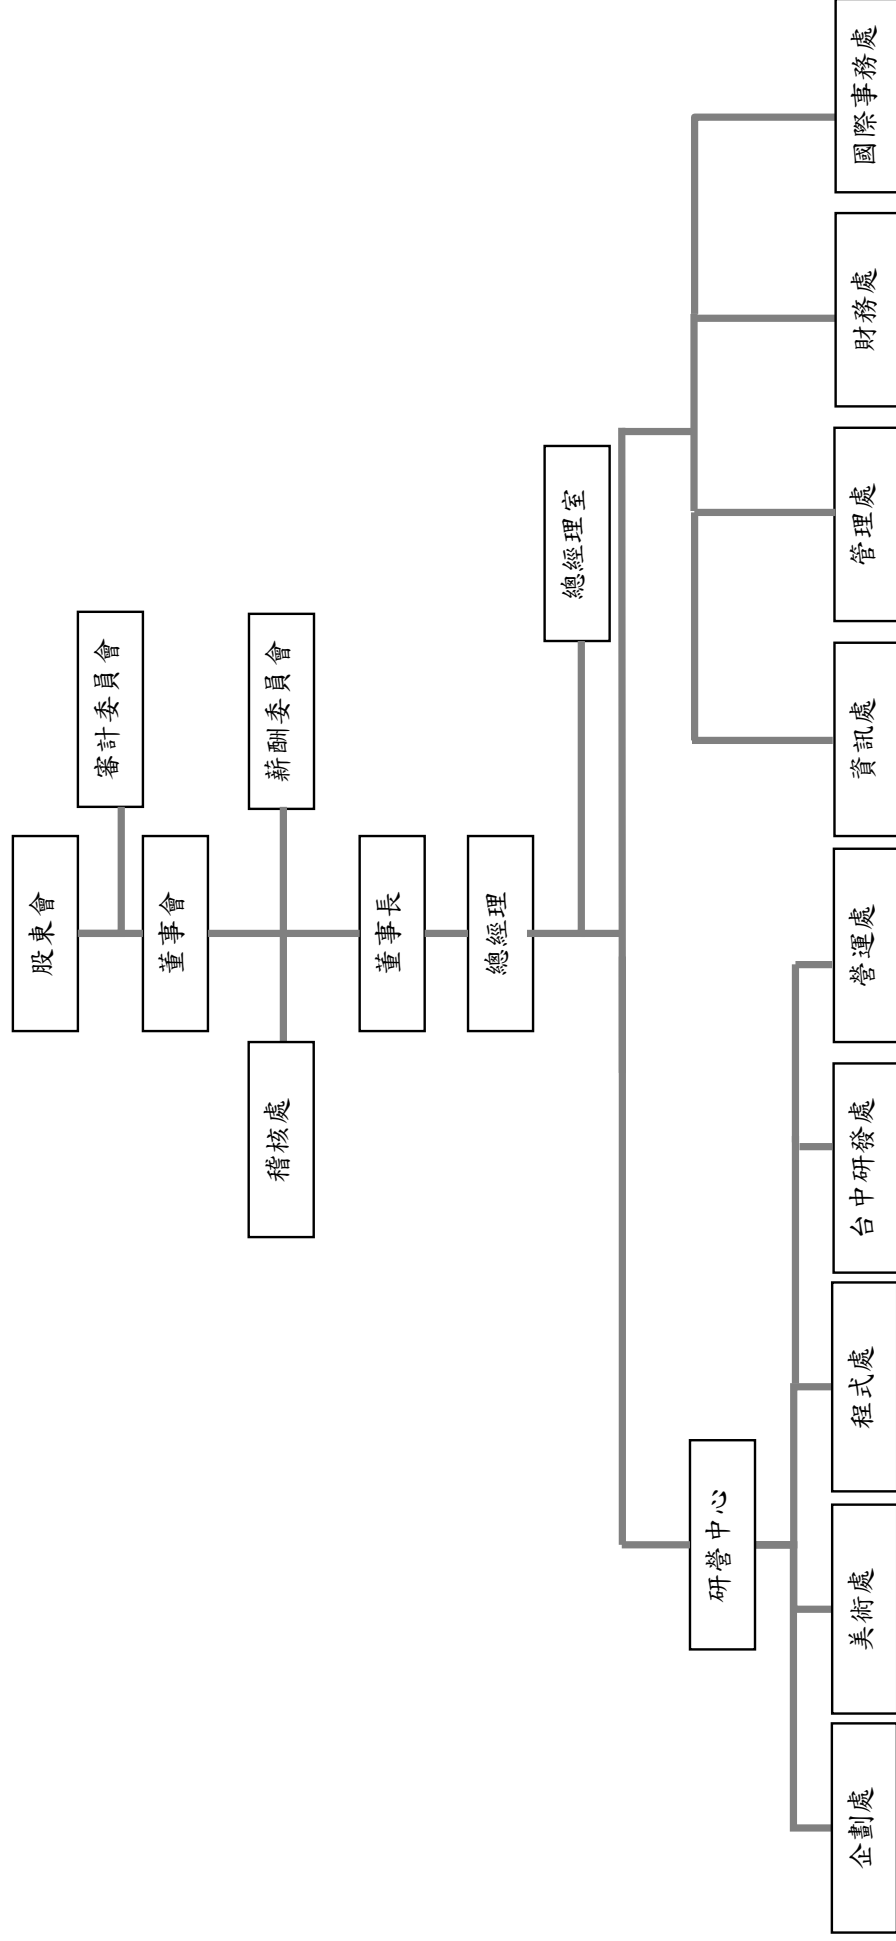 股東會
審計委員會
董事會
稽核處
薪酬委員會
董事長
總經理
總經理室
研營中心
企劃處
美術處
程式處
台中研發處
營運處
資訊處
管理處
財務處
國際事務處